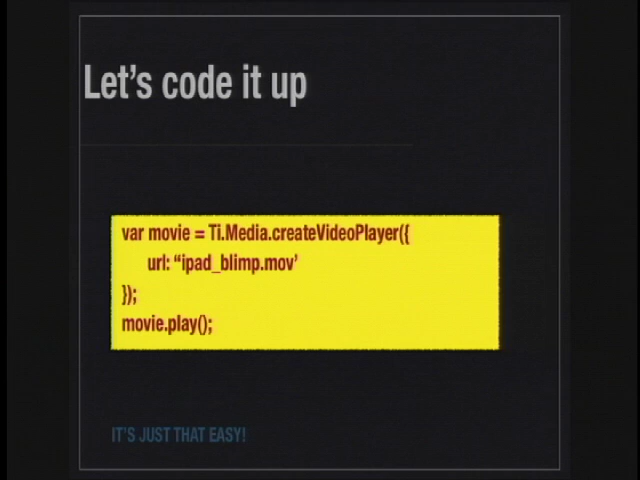 Let's code it up
var movie = Ti.Media.createVideoPlayer({
url: “ipad_blimp.mov’
});
movie.play();
IT'S JUST THAT EASY!